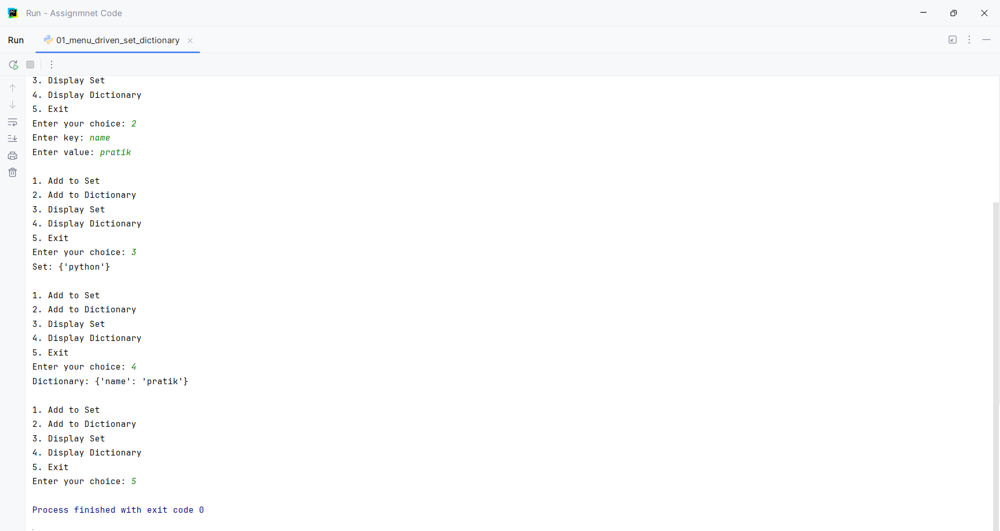 Run - Assignmnet Code
Run 01_menu_driven_set_dictionary
3. Display Set
4. Display Dictionary
5. Exit
Enter your choice: 2
Enter key: name
Enter value: pratik
1. Add to Set
2. Add to Dictionary
3. Display Set
4. Display Dictionary
5. Exit
Enter your choice: 3
Set: {'python'}
1. Add to Set
2. Add to Dictionary
3. Display Set
4. Display Dictionary
5. Exit
Enter your choice: 4
Dictionary: {'name': 'pratik'}
1. Add to Set
2. Add to Dictionary
3. Display Set
4. Display Dictionary
5. Exit
Enter your choice: 5
Process finished with exit code 0